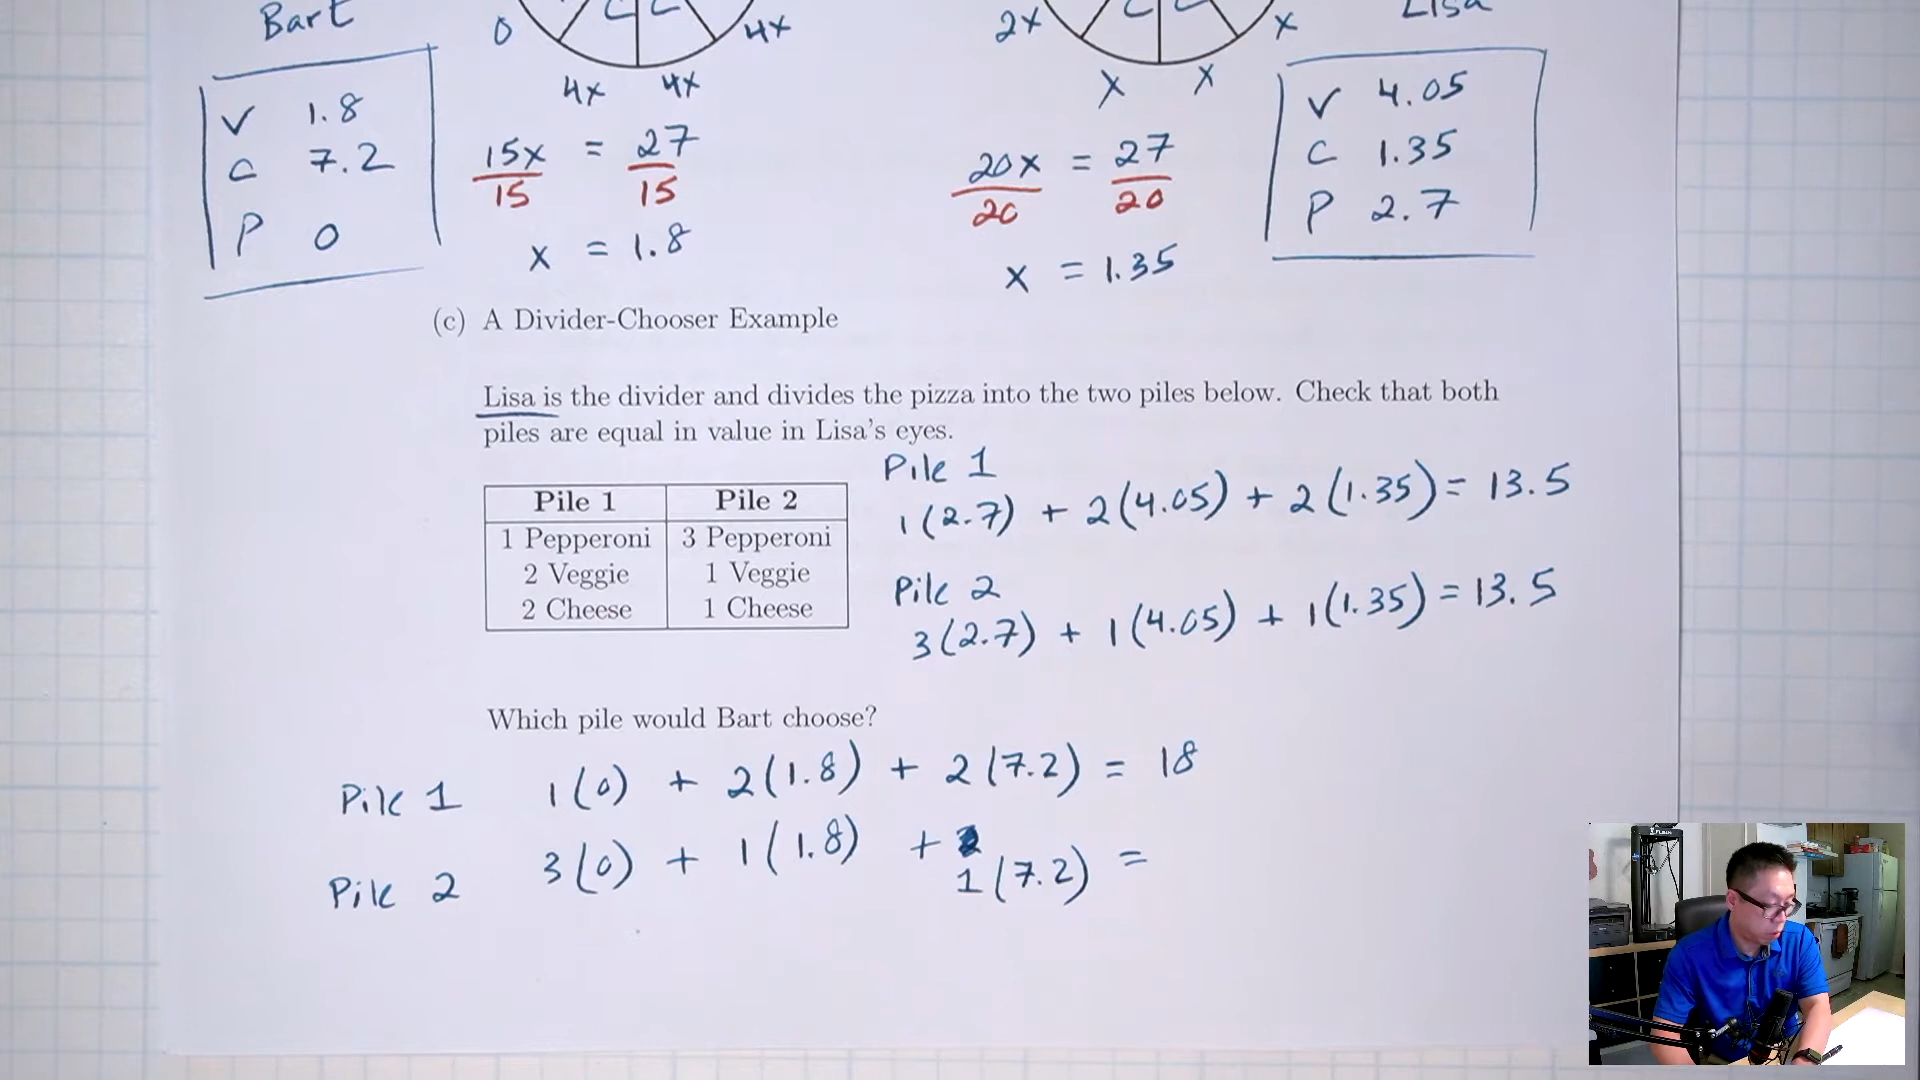 Bart
Lisa
0
4x
4x 4x
2x
x
x x
V 1.8
C 7.2
P 0
15x = 27
15 15
x = 1.8
20x = 27
20 20
x = 1.35
V 4.05
C 1.35
P 2.7
(c) A Divider-Chooser Example
Lisa is the divider and divides the pizza into the two piles below. Check that both
piles are equal in value in Lisa's eyes.
Pile 1 Pile 2
1 Pepperoni 3 Pepperoni
2 Veggie 1 Veggie
2 Cheese 1 Cheese
Pile 1
1(2.7) + 2(4.05) + 2(1.35) = 13.5
Pile 2
3(2.7) + 1(4.05) + 1(1.35) = 13.5
Which pile would Bart choose?
Pile 1 1(0) + 2(1.8) + 2(7.2) = 18
Pile 2 3(0) + 1(1.8) + 1(7.2) =